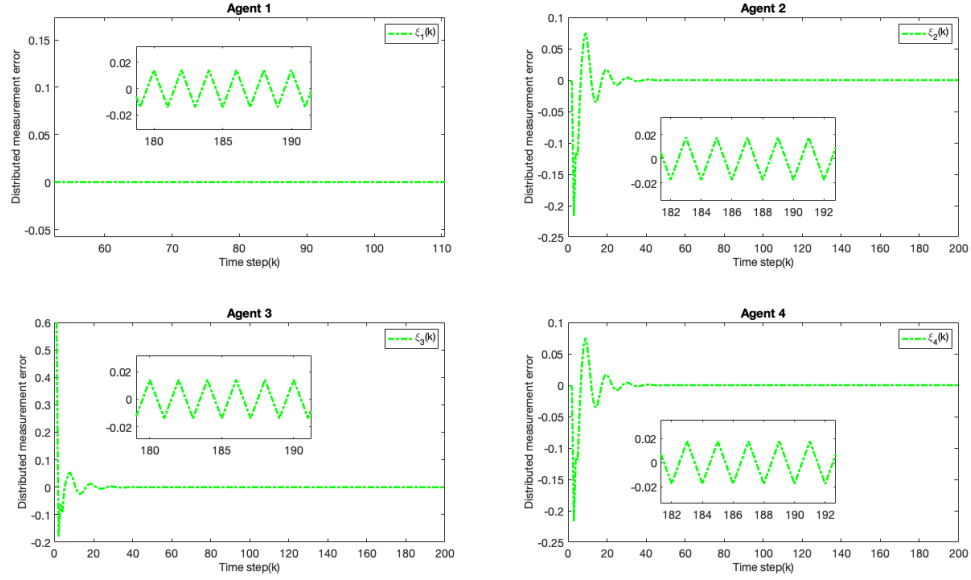 Agent 1
Distributed measurement error
0.15
0.1
0.05
0
-0.05
ξ1(k)
0.02
0
-0.02
180 185 190
60 70 80 90 100 110
Time step(k)
Agent 2
Distributed measurement error
0.1
0.05
0
-0.05
-0.1
-0.15
-0.2
-0.25
ξ2(k)
0.02
0
-0.02
182 184 186 188 190 192
0 20 40 60 80 100 120 140 160 180 200
Time step(k)
Agent 3
Distributed measurement error
0.6
0.5
0.4
0.3
0.2
0.1
0
-0.1
-0.2
ξ3(k)
0.02
0
-0.02
180 185 190
0 20 40 60 80 100 120 140 160 180 200
Time step(k)
Agent 4
Distributed measurement error
0.1
0.05
0
-0.05
-0.1
-0.15
-0.2
-0.25
ξ4(k)
0.02
0
-0.02
182 184 186 188 190 192
0 20 40 60 80 100 120 140 160 180 200
Time step(k)